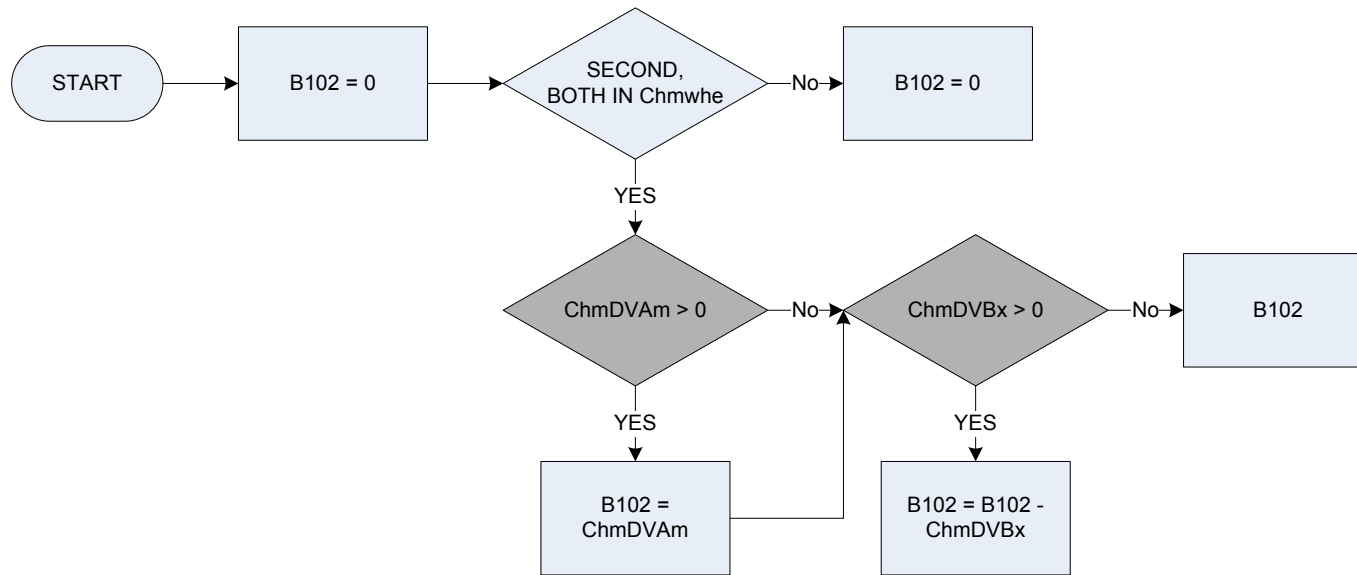 START
B102 = 0
SECOND,
BOTH IN Chmwhe
No
B102 = 0
YES
ChmDVAm > 0
No
ChmDVBx > 0
No
B102
YES
YES
B102 =
ChmDVAm
B102 = B102 -
ChmDVBx